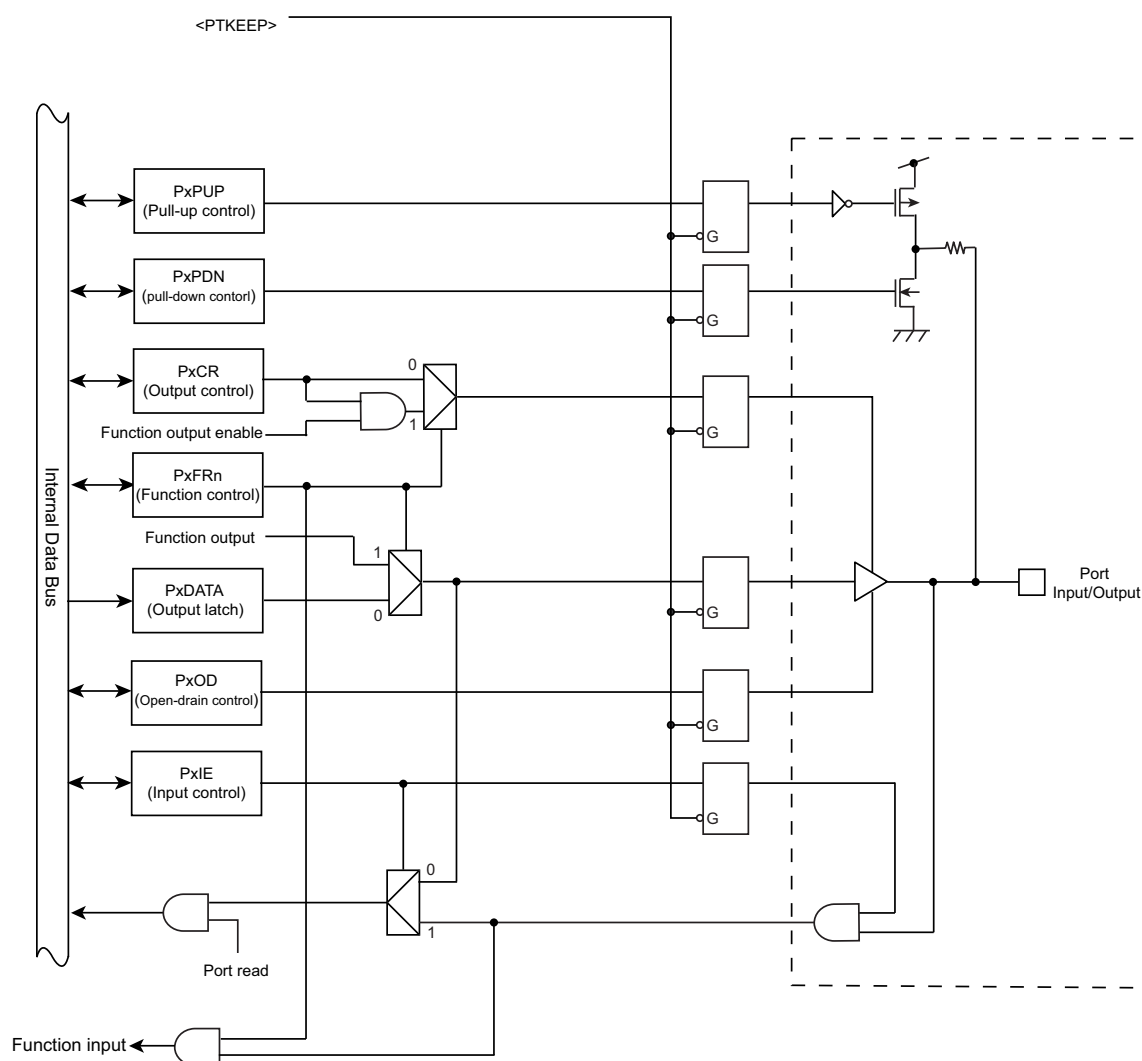 <PTKEEP>
PxPUP
(Pull-up control)
G
PxPDN
(pull-down contorl)
G
PxCR
(Output control)
0
1
G
Function output enable
Internal Data Bus
PxFRn
(Function control)
Function output
1
0
PxDATA
(Output latch)
G
Port
Input/Output
PxOD
(Open-drain control)
G
PxIE
(Input control)
G
0
1
Port read
Function input